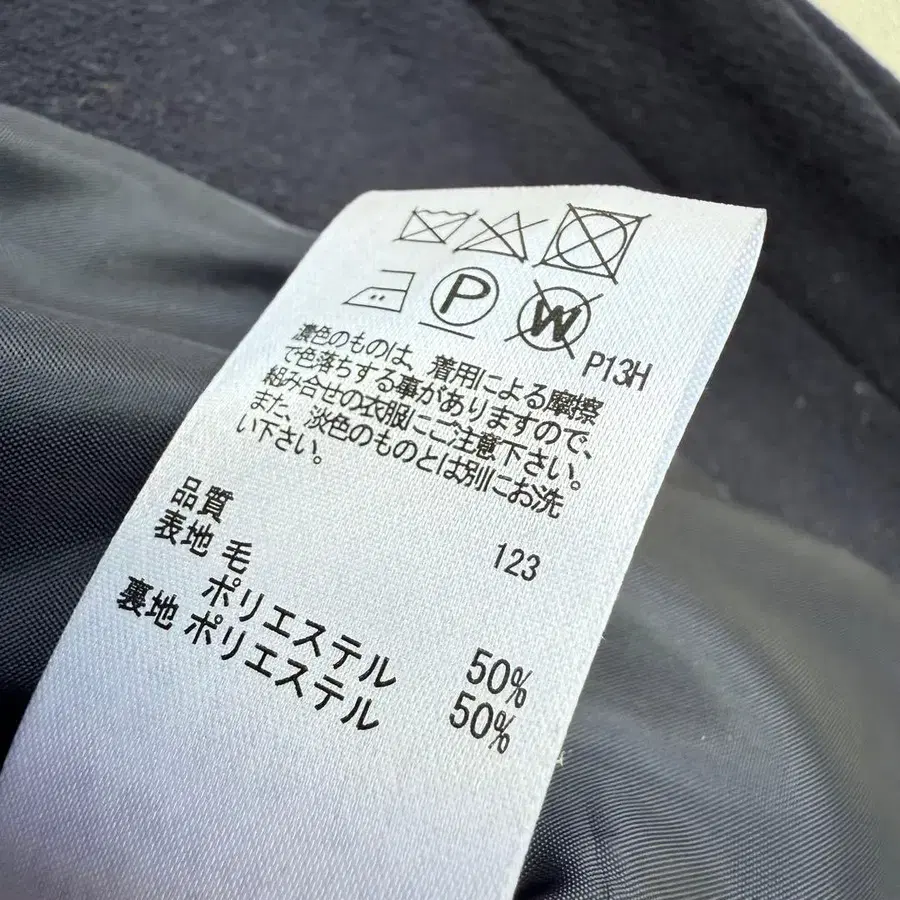 P W
P13H
濃色のものは、着用による摩擦
で色落ちする事がありますので、
組み合せの衣服にご注意下さい。
また、淡色のものとは別にお洗
い下さい。
123
品質
表地 毛 50%
ポリエステル 50%
裏地 ポリエステル